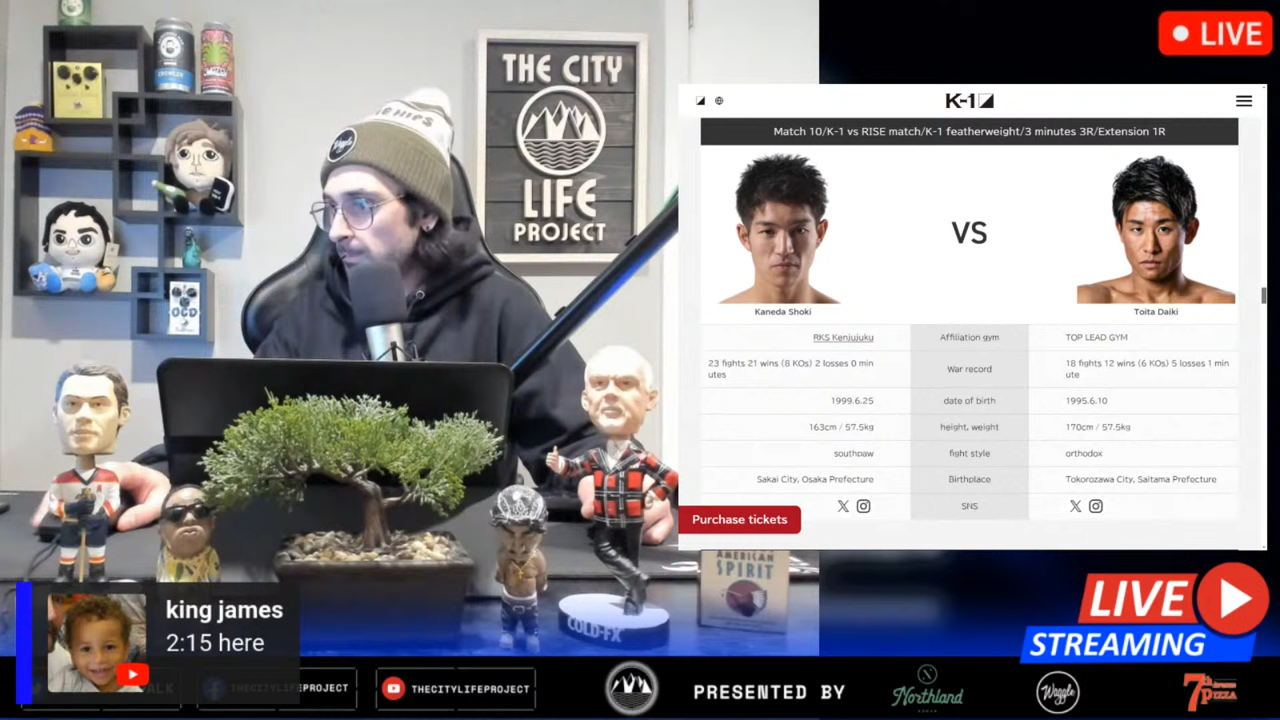 LIVE
THE CITY
LIFE
PROJECT
Waggle
OCD
K-1
Match 10/K-1 vs RISE match/K-1 featherweight/3 minutes 3R/Extension 1R
VS
Kaneda Shoki
Toita Daiki
RKS Kenjujuku Affiliation gym TOP LEAD GYM
23 fights 21 wins (8 KOs) 2 losses 0 min
utes
War record
18 fights 12 wins (6 KOs) 5 losses 1 min
ute
1999.6.25 date of birth 1995.6.10
163cm / 57.5kg height, weight 170cm / 57.5kg
southpaw fight style orthodox
Sakai City, Osaka Prefecture Birthplace Tokorozawa City, Saitama Prefecture
SNS
Purchase tickets
AMERICAN
SPIRIT
COLD-FX
king james
2:15 here
LIVE
STREAMING
THECITYLIFEPROJECT
THECITYLIFEPROJECT
PRESENTED BY
Northland
Waggle
7th
PIZZA